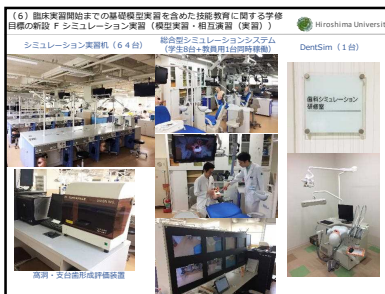 （6）臨床実習開始までの基礎模型実習を含めた技能教育に関する学修
目標の新設 F シミュレーション実習（模型実習・相互演習（実習））
Hiroshima Universit
シミュレーション実習机（６４台）
総合型シミュレーションシステム
（学生8台+教員用1台同時稼働）
DentSim（１台）
歯科シミュレーション
研修室
窩洞・支台歯形成評価装置